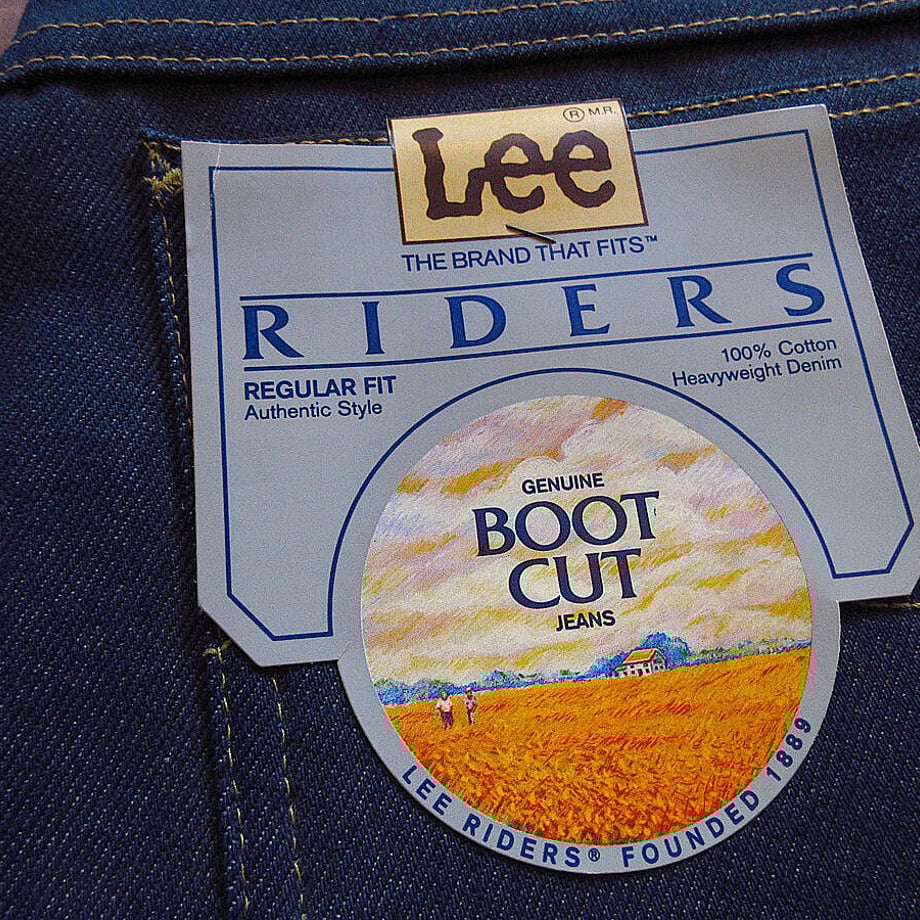 ® M.R.
Lee
THE BRAND THAT FITS™
RIDERS
REGULAR FIT
Authentic Style
100% Cotton
Heavyweight Denim
GENUINE
BOOT
CUT
JEANS
LEE RIDERS® FOUNDED 1889